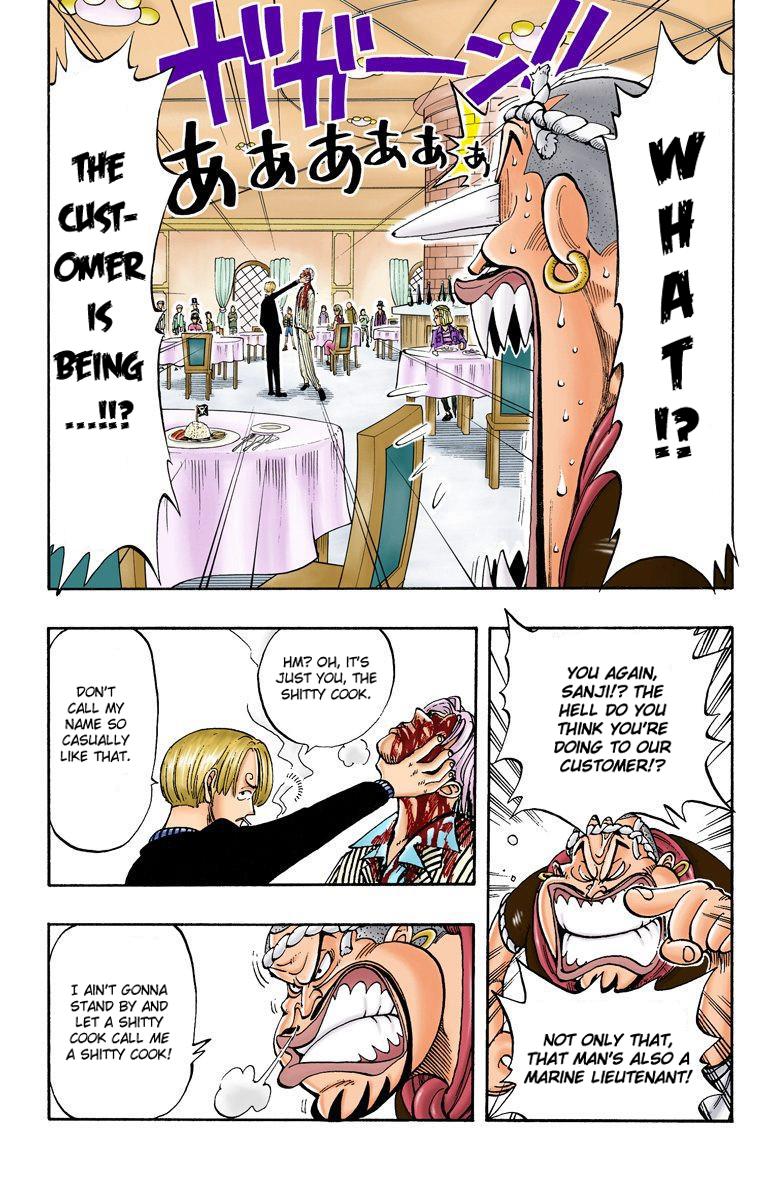 WHAT!?
ガガーン!!
あぁあぁああぁ
THE
CUST-
OMER
IS
BEING
...!!?
YOU AGAIN,
SANJI!? THE
HELL DO YOU
THINK YOU'RE
DOING TO OUR
CUSTOMER!?
NOT ONLY THAT,
THAT MAN'S ALSO A
MARINE LIEUTENANT!
HM? OH, IT'S
JUST YOU, THE
SHITTY COOK.
DON'T
CALL MY
NAME SO
CASUALLY
LIKE THAT.
I AIN'T GONNA
STAND BY AND
LET A SHITTY
COOK CALL ME
A SHITTY COOK!